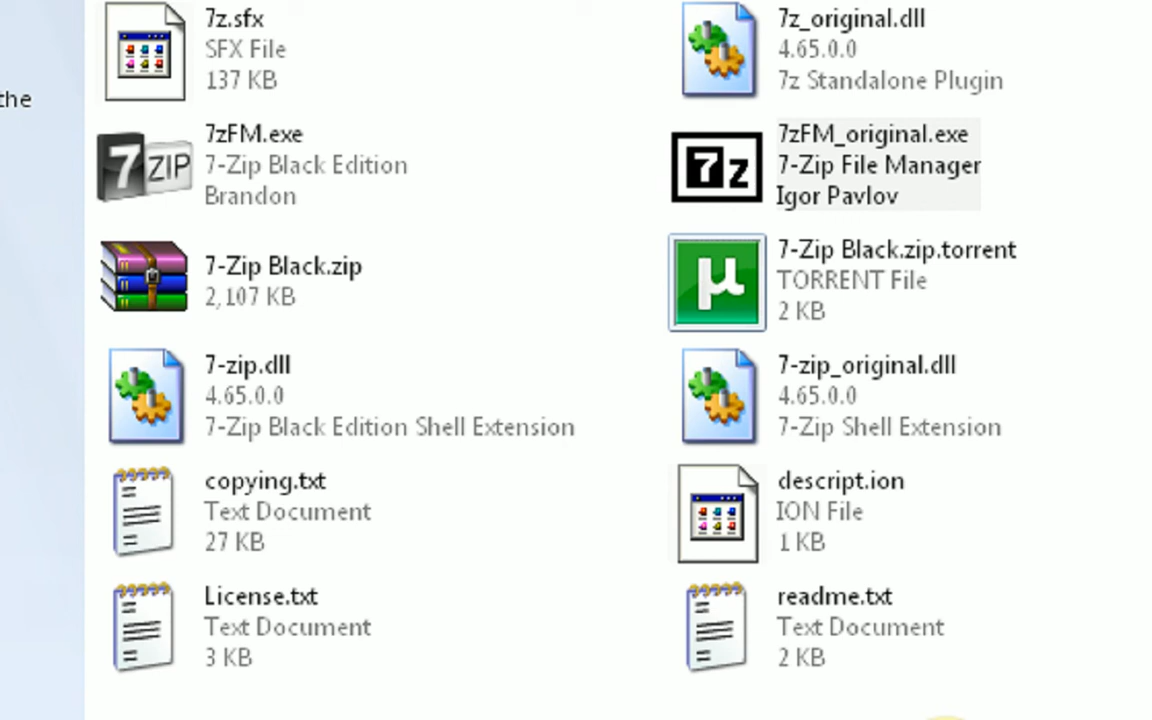 7z.sfx
SFX File
137 KB
7z_original.dll
4.65.0.0
7z Standalone Plugin
the
7zFM.exe
7-Zip Black Edition
Brandon
7 ZIP
7zFM_original.exe
7-Zip File Manager
Igor Pavlov
7z
7-Zip Black.zip
2,107 KB
7-Zip Black.zip.torrent
TORRENT File
2 KB
µ
7-zip.dll
4.65.0.0
7-Zip Black Edition Shell Extension
7-zip_original.dll
4.65.0.0
7-Zip Shell Extension
copying.txt
Text Document
27 KB
descript.ion
ION File
1 KB
License.txt
Text Document
3 KB
readme.txt
Text Document
2 KB